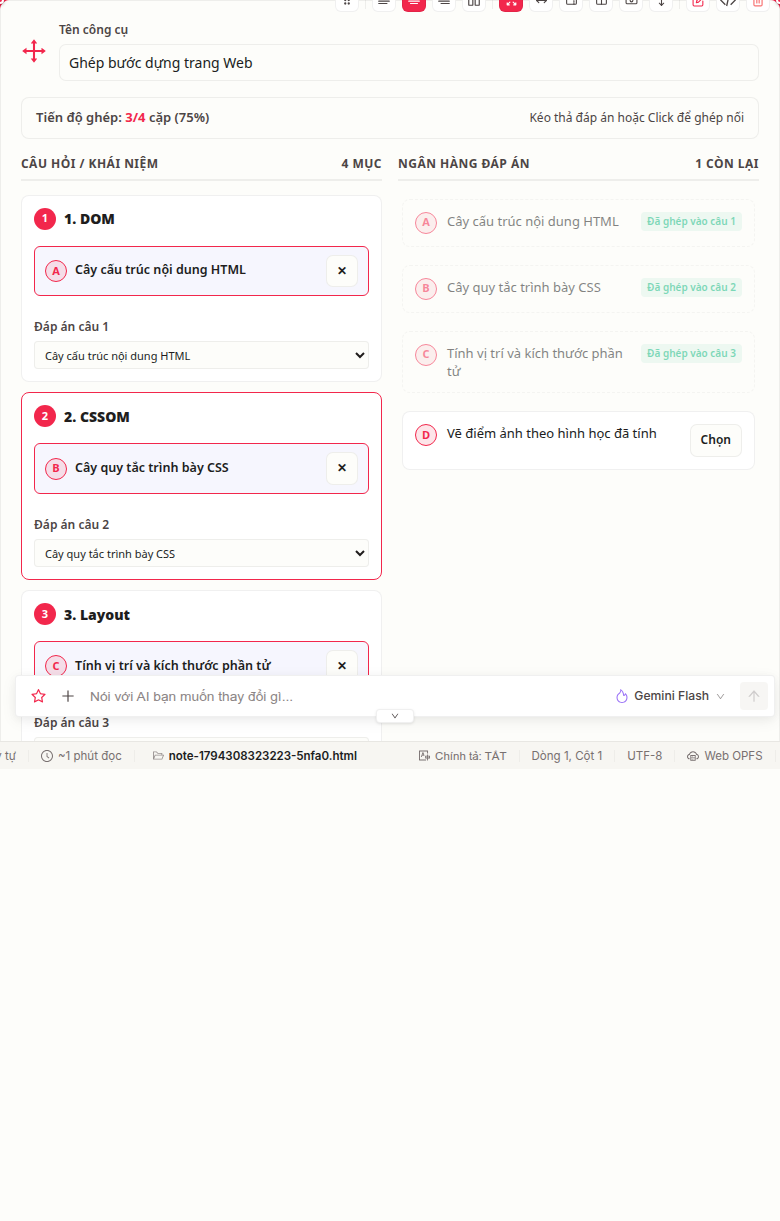 Tên công cụ
Ghép bước dựng trang Web
Tiến độ ghép: 3/4 cặp (75%)
Kéo thả đáp án hoặc Click để ghép nối
CÂU HỎI / KHÁI NIỆM
4 MỤC
NGÂN HÀNG ĐÁP ÁN
1 CÒN LẠI
1
1. DOM
A
Cây cấu trúc nội dung HTML
×
Đáp án câu 1
Cây cấu trúc nội dung HTML
2
2. CSSOM
B
Cây quy tắc trình bày CSS
×
Đáp án câu 2
Cây quy tắc trình bày CSS
3
3. Layout
C
Tính vị trí và kích thước phần tử
×
Đáp án câu 3
A
Cây cấu trúc nội dung HTML
Đã ghép vào câu 1
B
Cây quy tắc trình bày CSS
Đã ghép vào câu 2
C
Tính vị trí và kích thước phần
tử
Đã ghép vào câu 3
D
Vẽ điểm ảnh theo hình học đã tính
Chọn
Nói với AI bạn muốn thay đổi gì...
Gemini Flash
tự
~1 phút đọc
note-1794308323223-5nfa0.html
Chính tả: TẮT
Dòng 1, Cột 1
UTF-8
Web OPFS